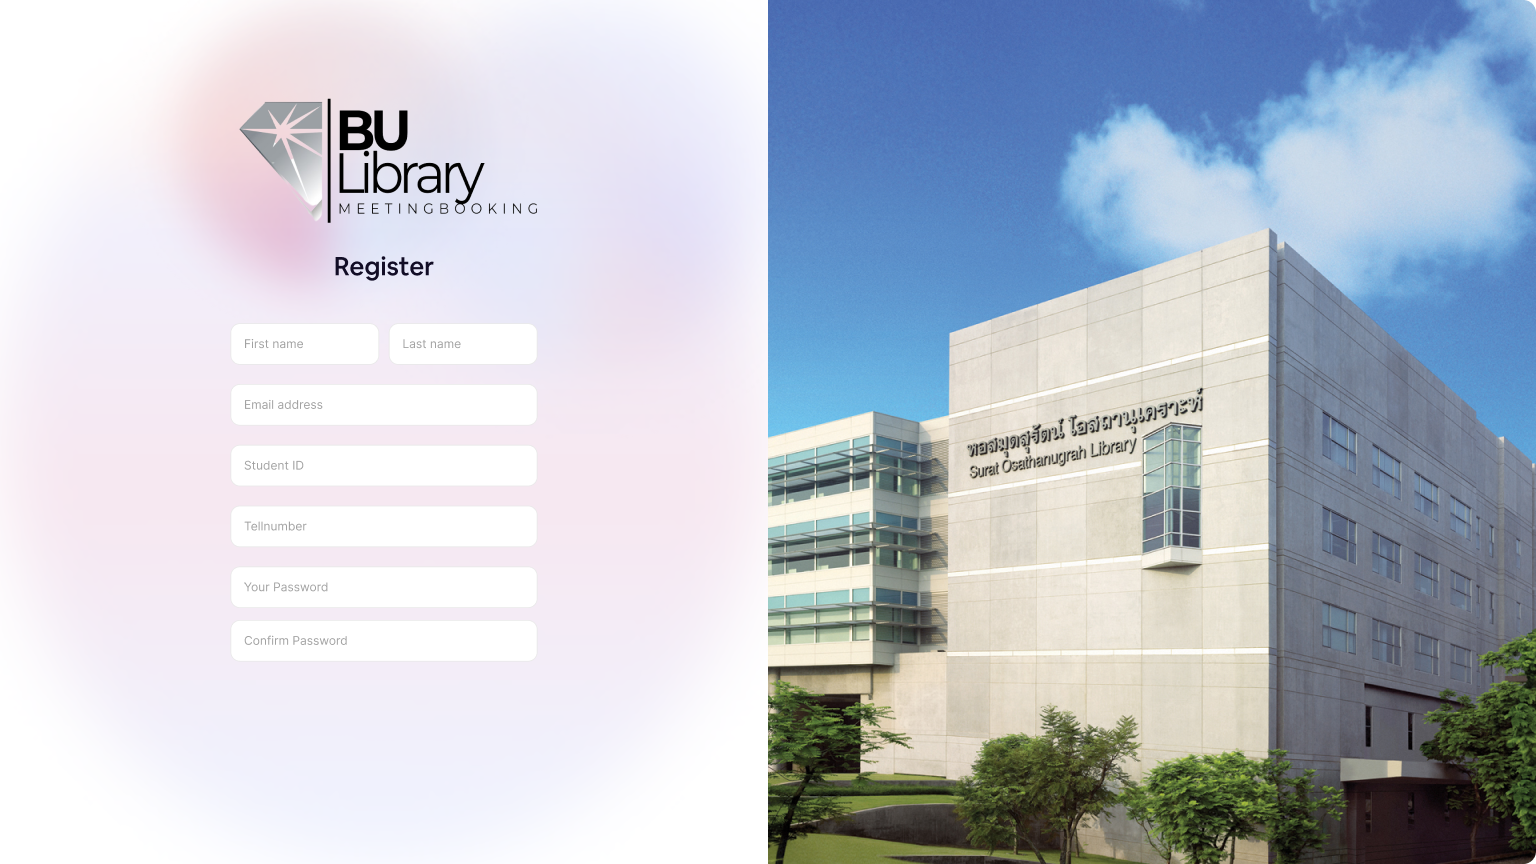 BU
Library
MEETINGBOOKING
Register
First name
Last name
Email address
Student ID
Tellnumber
Your Password
Confirm Password
หอสมุดสุรัตน์ โอสถานุเคราะห์
Surat Osathanugrah Library